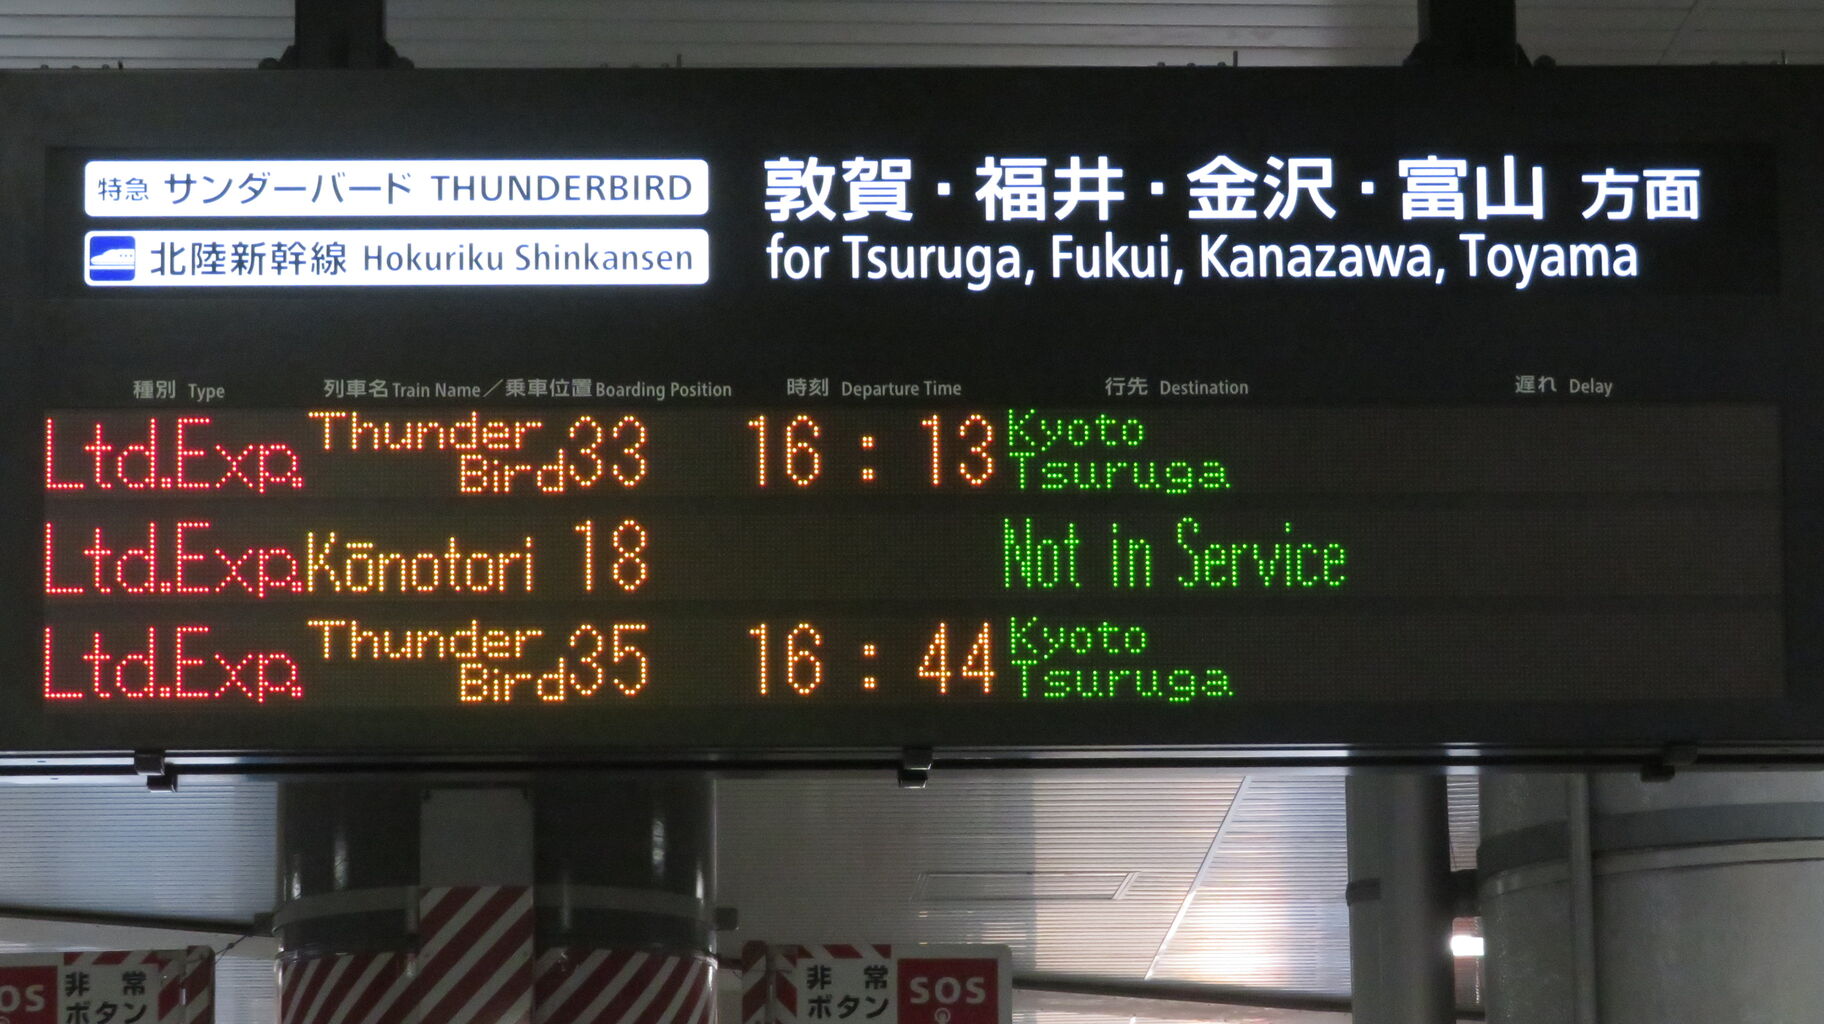 特急 サンダーバード THUNDERBIRD
北陸新幹線 Hokuriku Shinkansen
敦賀・福井・金沢・富山 方面
for Tsuruga, Fukui, Kanazawa, Toyama
種別 Type 列車名 Train Name／乗車位置 Boarding Position 時刻 Departure Time 行先 Destination 遅れ Delay
Ltd.Exp. Thunder Bird 33 16:13 Kyoto Tsuruga
Ltd.Exp. Kōnotori 18 Not in Service
Ltd.Exp. Thunder Bird 35 16:44 Kyoto Tsuruga
SOS 非常
ボタン
非常 SOS
ボタン